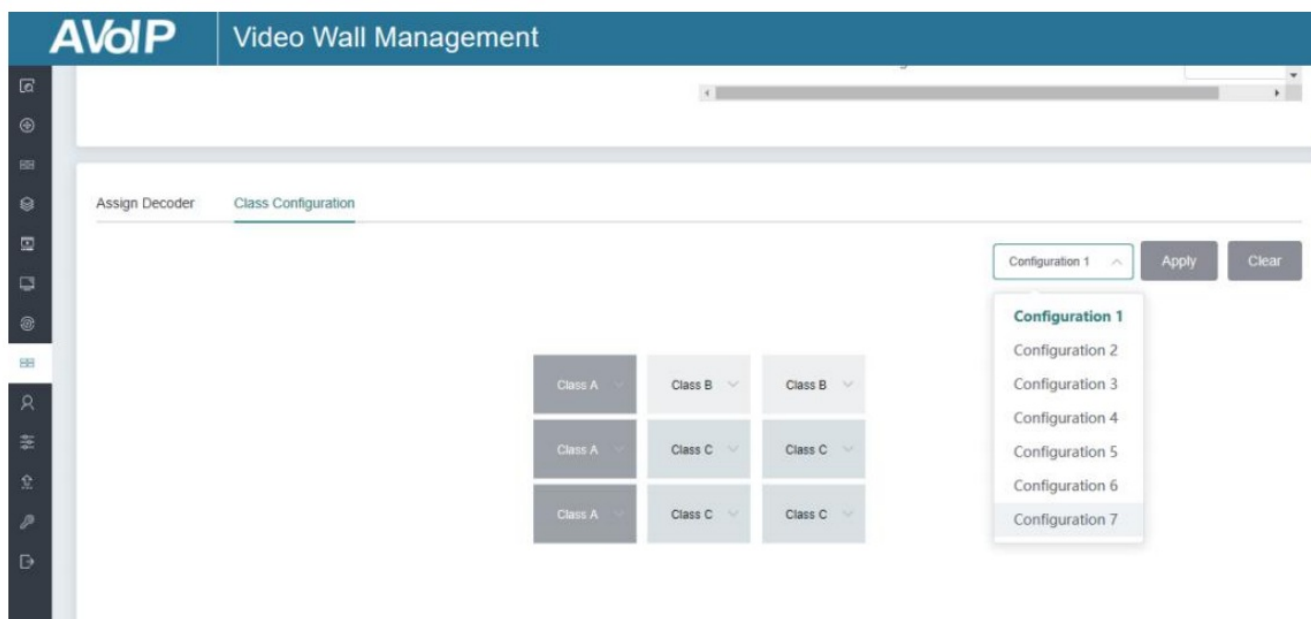 AVoIP Video Wall Management
Assign Decoder Class Configuration
Configuration 1 Apply Clear
Configuration 1
Configuration 2
Configuration 3
Configuration 4
Configuration 5
Configuration 6
Configuration 7
Class A Class B Class B
Class A Class C Class C
Class A Class C Class C